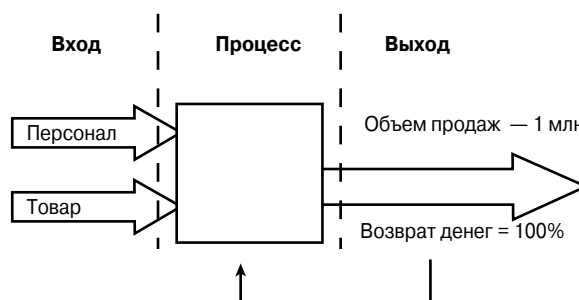 Вход Процесс Выход
Персонал
Объем продаж — 1 млн
Товар
Возврат денег = 100%